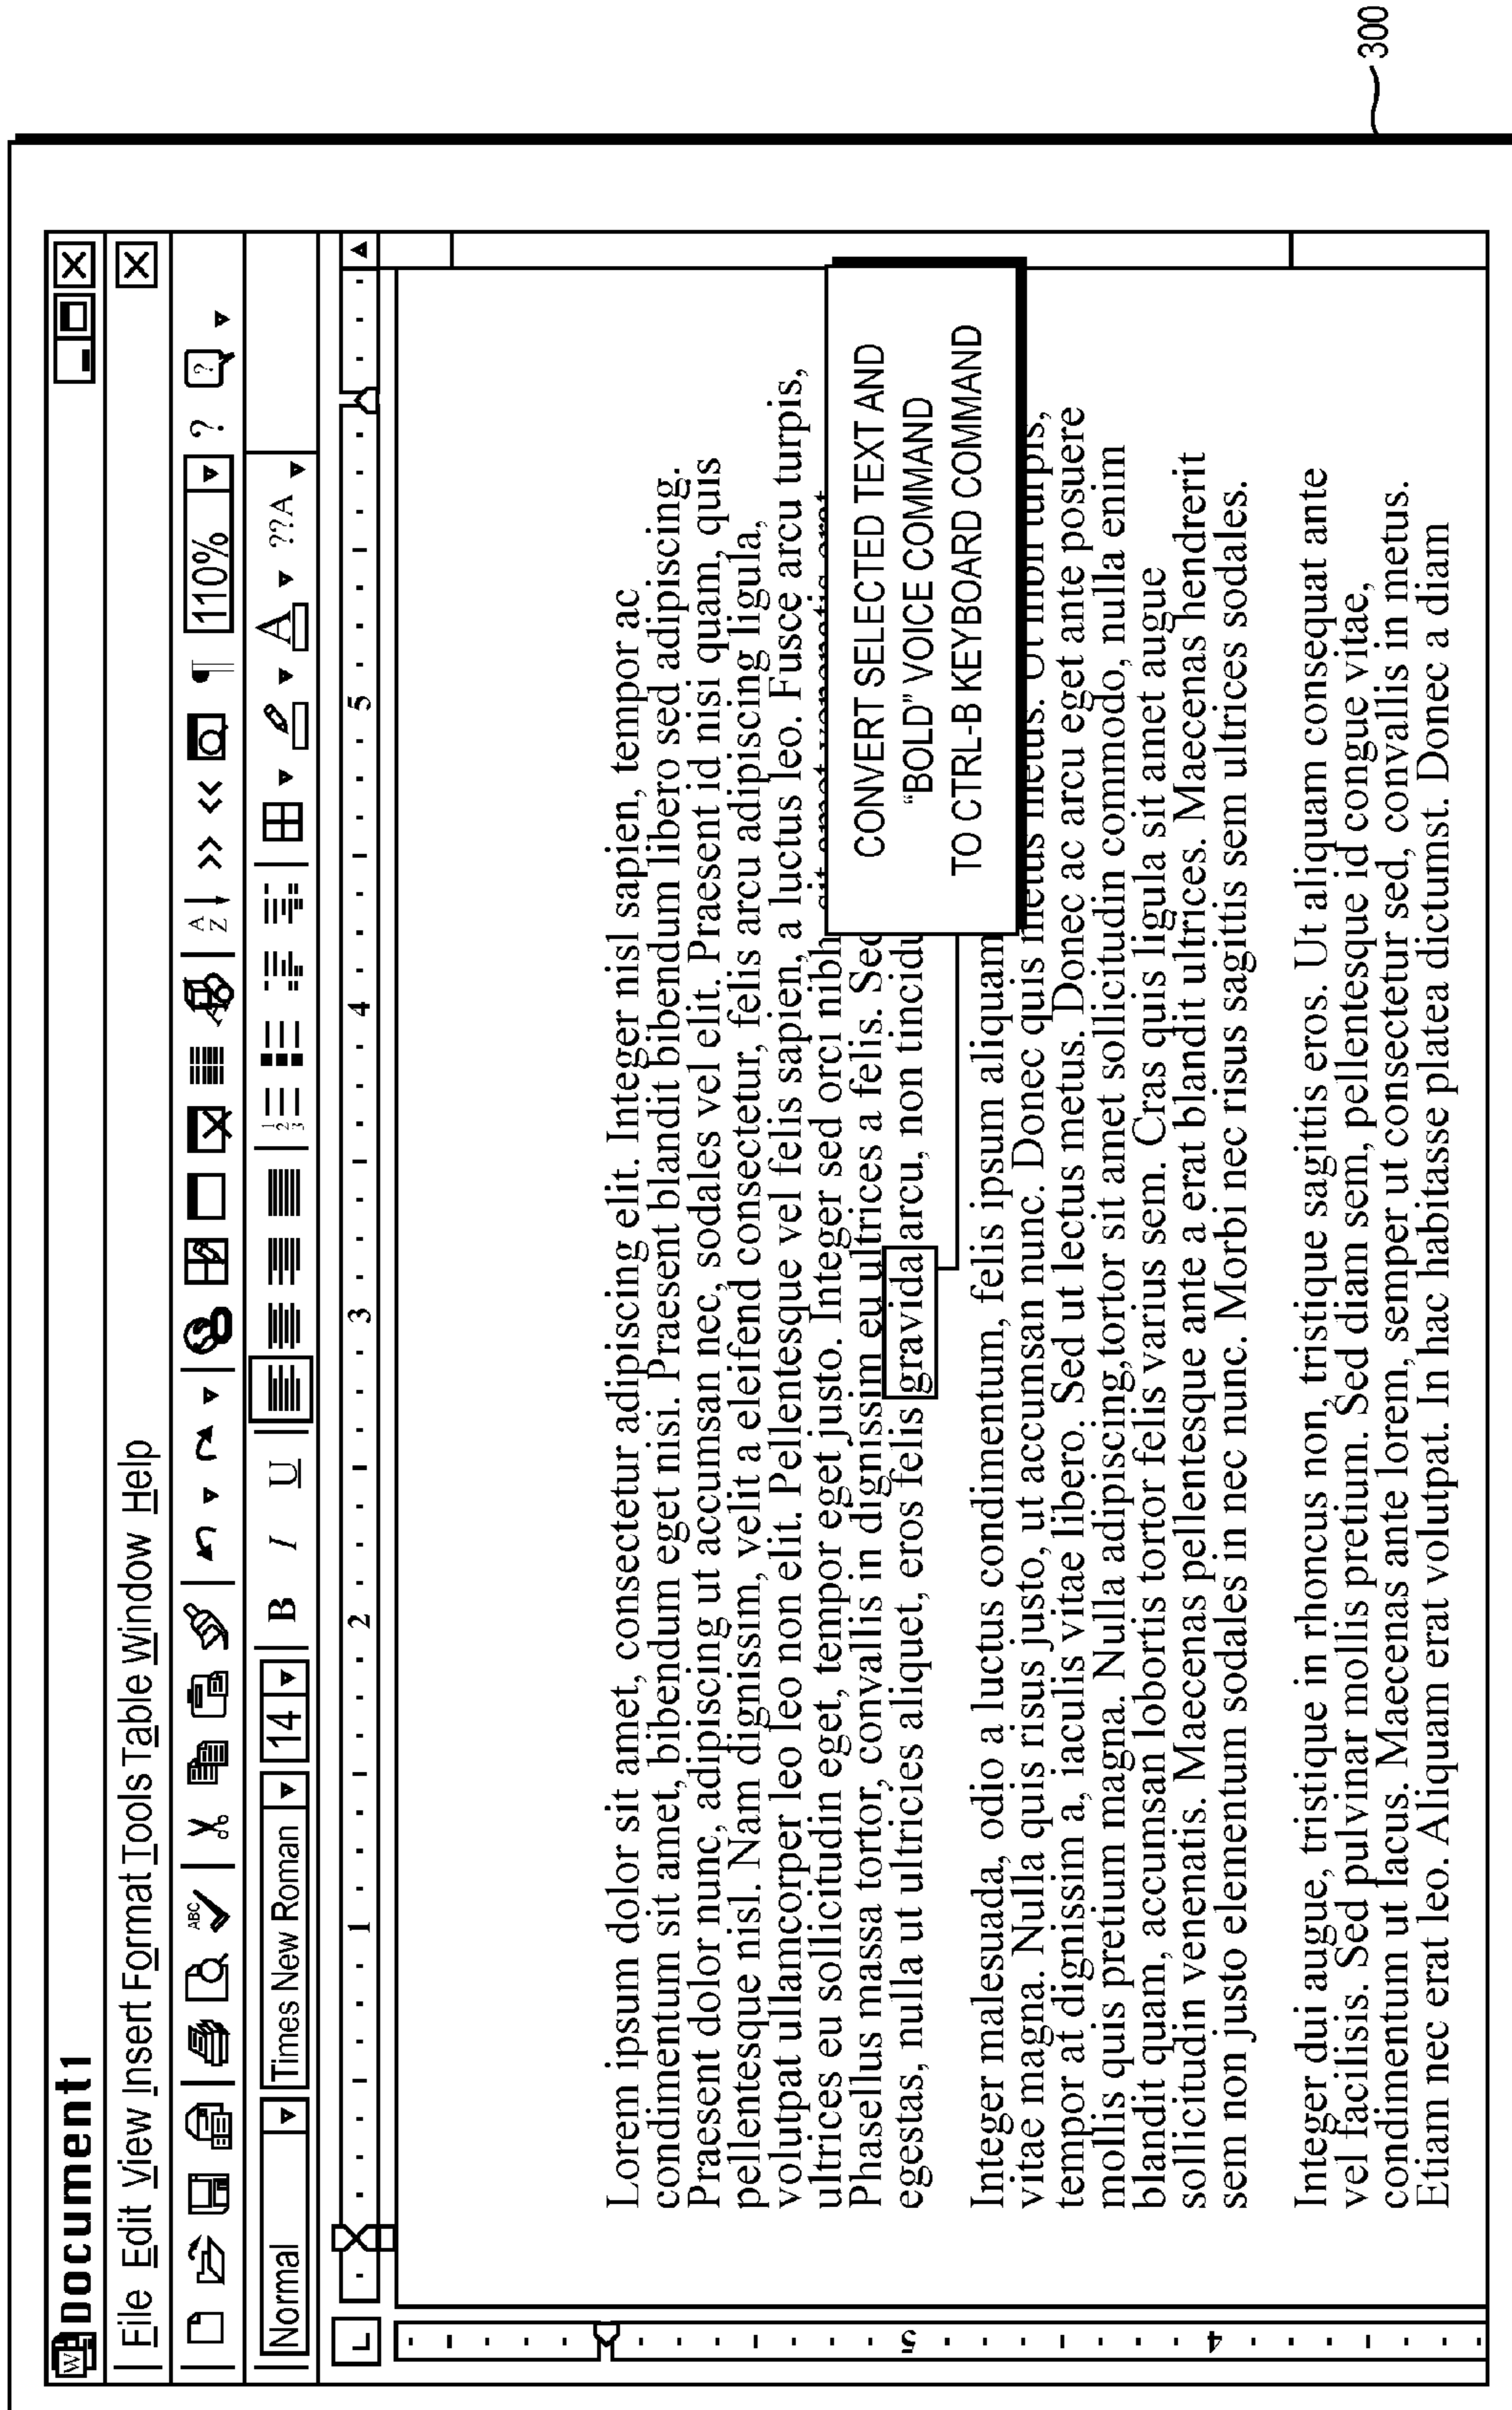 300
W Document1
File Edit View Insert Format Tools Table Window Help
ABC A Z ¶ 110% ? ?
Normal Times New Roman 14 B I U 1 2 3 A ??A
L 1 2 3 4 5
Lorem ipsum dolor sit amet, consectetur adipiscing elit. Integer nisl sapien, tempor ac
condimentum sit amet, bibendum eget nisi. Praesent blandit bibendum libero sed adipiscing.
Praesent dolor nunc, adipiscing ut accumsan nec, sodales vel elit. Praesent id nisi quam, quis
pellentesque nisl. Nam dignissim, velit a eleifend consectetur, felis arcu adipiscing ligula,
volutpat ullamcorper leo leo non elit. Pellentesque vel felis sapien, a luctus leo. Fusce arcu turpis,
ultrices eu sollicitudin eget, tempor eget justo. Integer sed orci nibh, sit amet venenatis erat.
Phasellus massa tortor, convallis in dignissim eu ultrices a felis. Sed
egestas, nulla ut ultricies aliquet, eros felis gravida arcu, non tincidu
CONVERT SELECTED TEXT AND
"BOLD" VOICE COMMAND
TO CTRL-B KEYBOARD COMMAND
Integer malesuada, odio a luctus condimentum, felis ipsum aliquam
vitae magna. Nulla quis risus justo, ut accumsan nunc. Donec quis metus metus. Ut nibh turpis,
tempor at dignissim a, iaculis vitae libero. Sed ut lectus metus. Donec ac arcu eget ante posuere
mollis quis pretium magna. Nulla adipiscing,tortor sit amet sollicitudin commodo, nulla enim
blandit quam, accumsan lobortis tortor felis varius sem. Cras quis ligula sit amet augue
sollicitudin venenatis. Maecenas pellentesque ante a erat blandit ultrices. Maecenas hendrerit
sem non justo elementum sodales in nec nunc. Morbi nec risus sagittis sem ultrices sodales.
Integer dui augue, tristique in rhoncus non, tristique sagittis eros. Ut aliquam consequat ante
vel facilisis. Sed pulvinar mollis pretium. Sed diam sem, pellentesque id congue vitae,
condimentum ut lacus. Maecenas ante lorem, semper ut consectetur sed, convallis in metus.
Etiam nec erat leo. Aliquam erat volutpat. In hac habitasse platea dictumst. Donec a diam
5
4